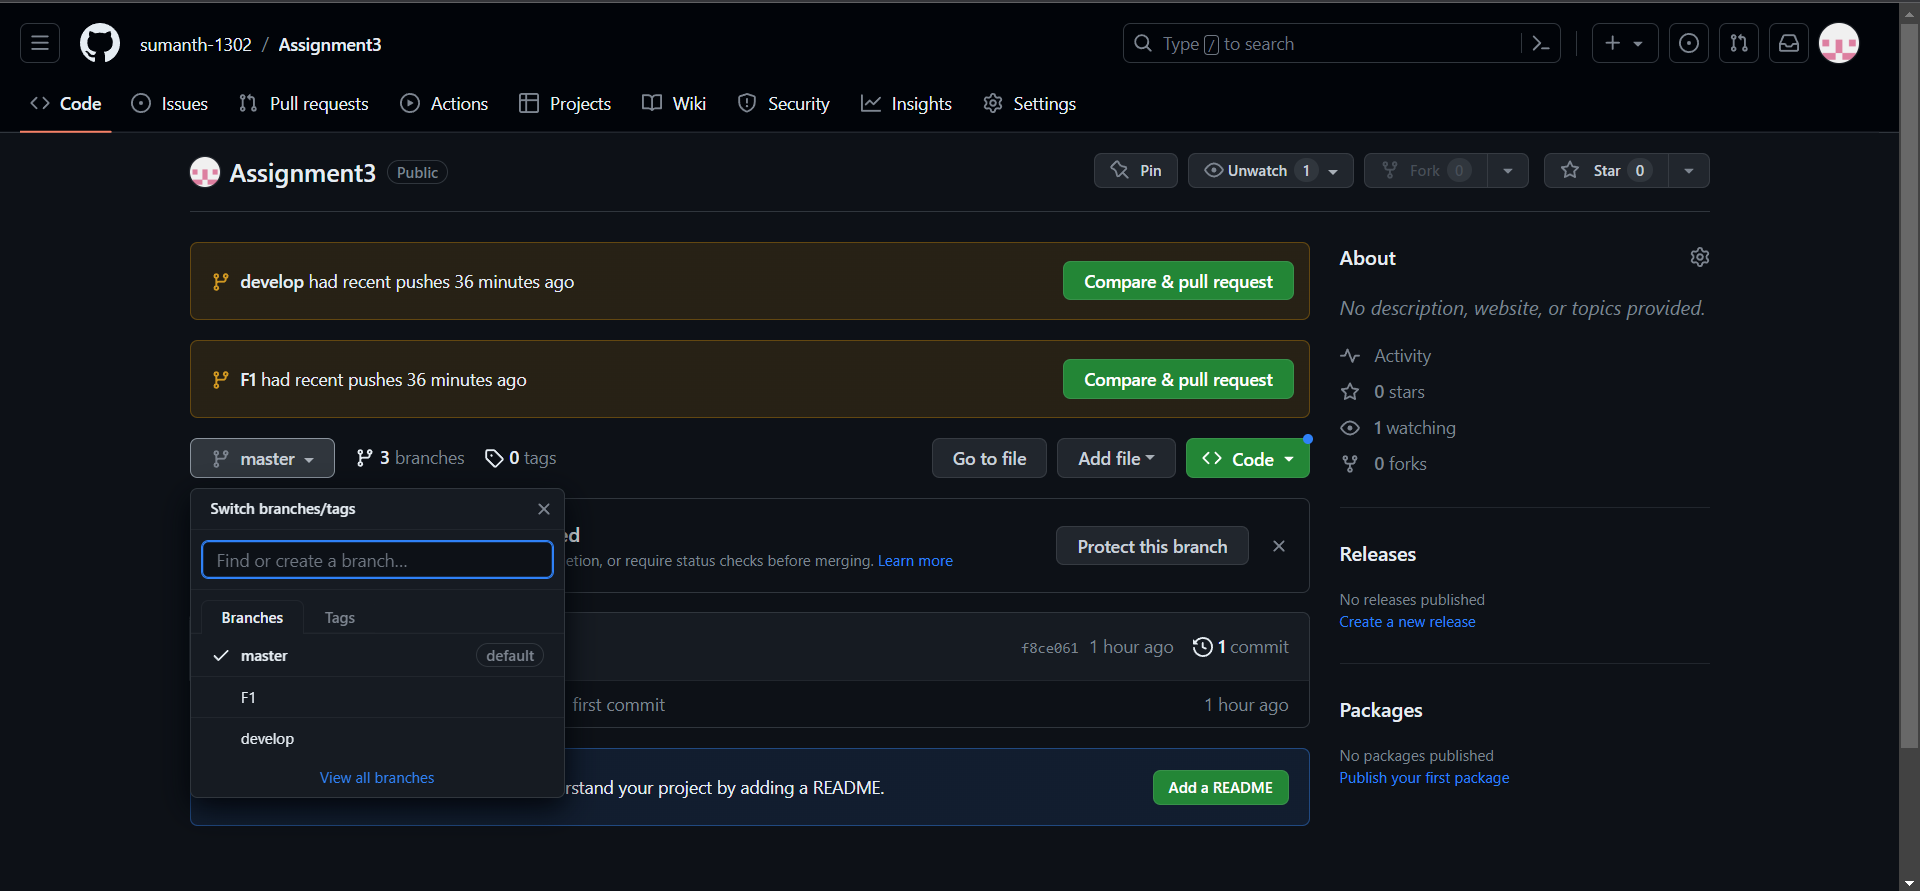 sumanth-1302 / Assignment3
Type / to search
Code Issues Pull requests Actions Projects Wiki Security Insights Settings
Assignment3 Public
Pin Unwatch 1 Fork 0 Star 0
develop had recent pushes 36 minutes ago Compare & pull request
F1 had recent pushes 36 minutes ago Compare & pull request
master 3 branches 0 tags Go to file Add file Code
Switch branches/tags
Find or create a branch...
Branches Tags
master default
F1
develop
View all branches
ed
etion, or require status checks before merging. Learn more
Protect this branch
f8ce061 1 hour ago 1 commit
first commit 1 hour ago
rstand your project by adding a README. Add a README
About
No description, website, or topics provided.
Activity
0 stars
1 watching
0 forks
Releases
No releases published
Create a new release
Packages
No packages published
Publish your first package